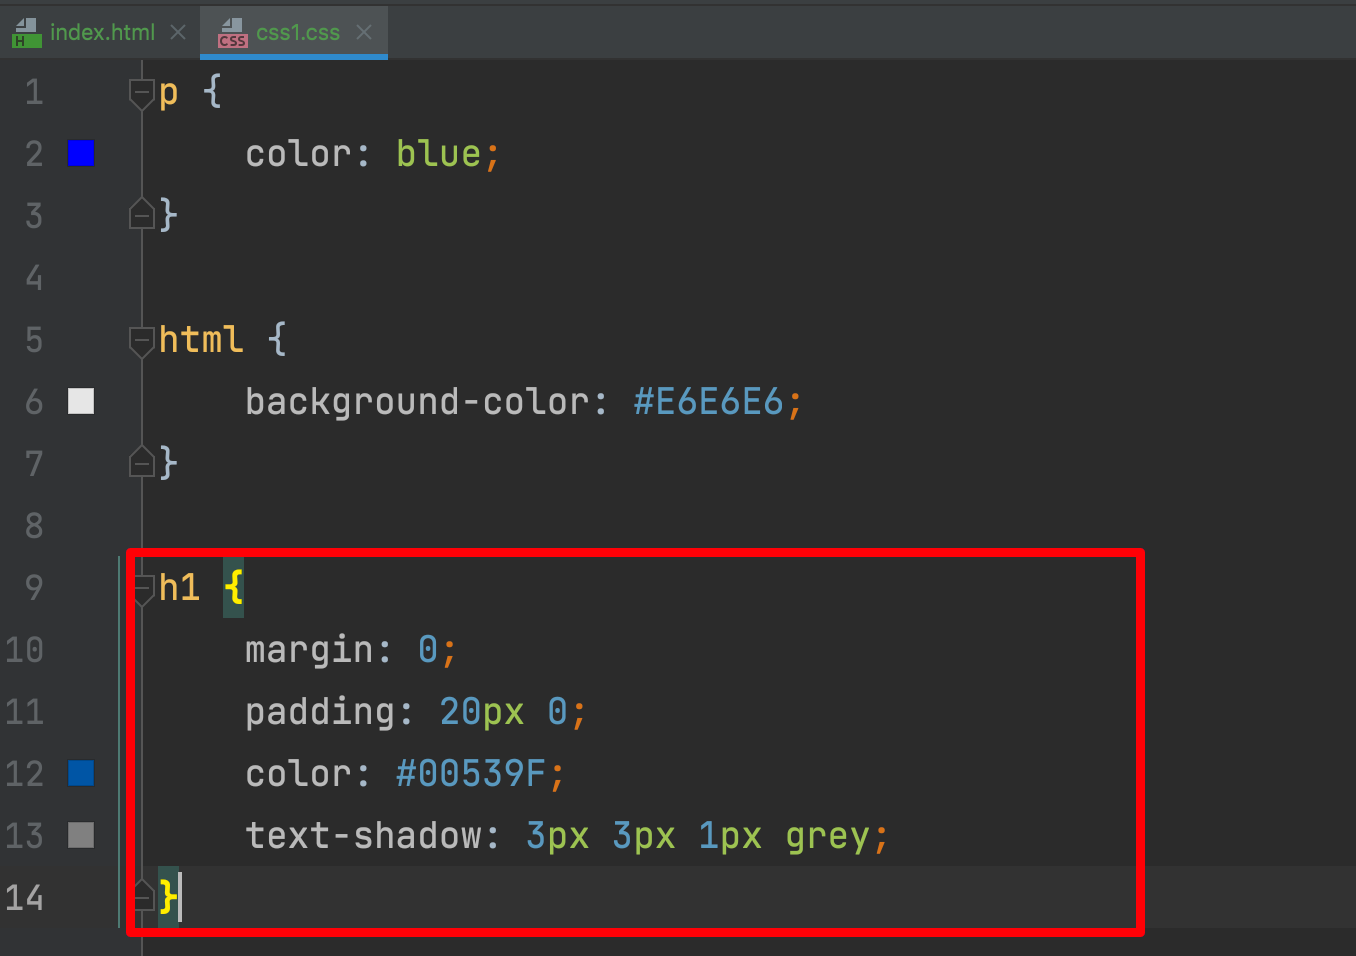 index.html css1.css
1 p {
2 color: blue;
3 }
4
5 html {
6 background-color: #E6E6E6;
7 }
8
9 h1 {
10 margin: 0;
11 padding: 20px 0;
12 color: #00539F;
13 text-shadow: 3px 3px 1px grey;
14 }